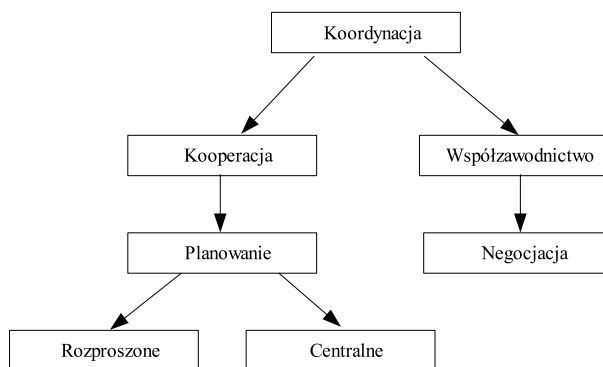 Koordynacja
Kooperacja
Współzawodnictwo
Planowanie
Negocjacja
Rozproszone
Centralne